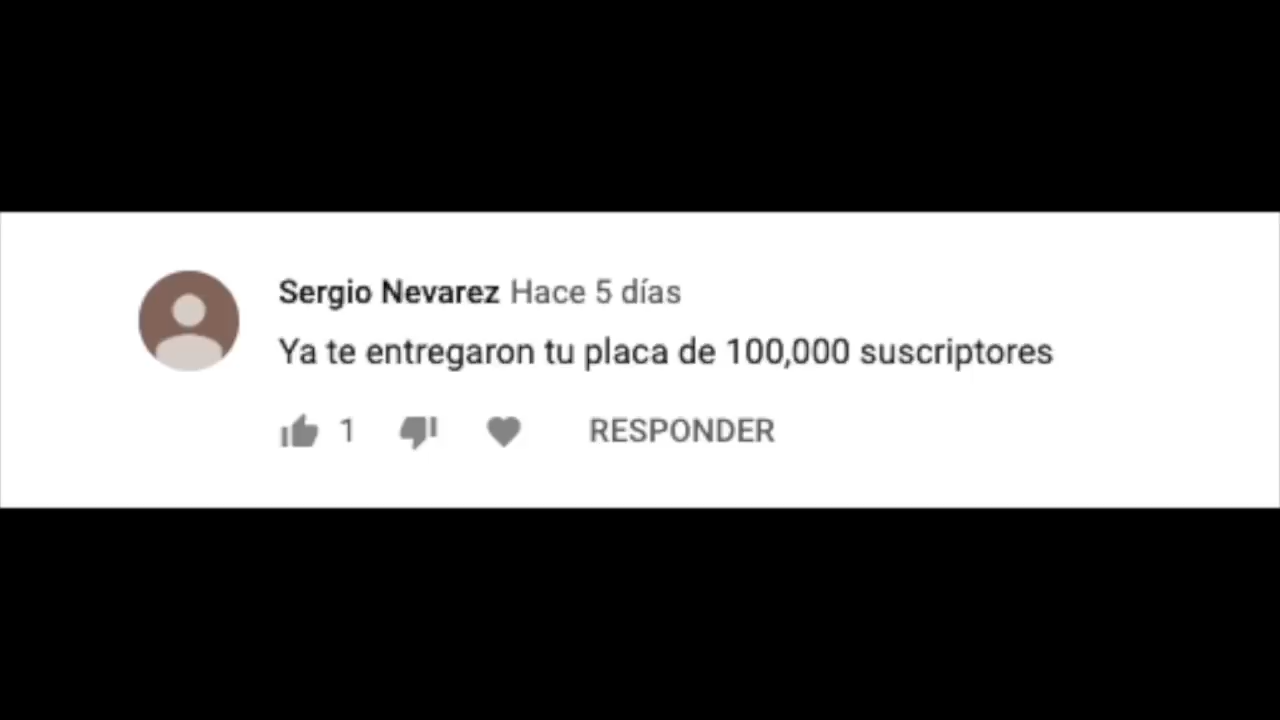 Sergio Nevarez Hace 5 días
Ya te entregaron tu placa de 100,000 suscriptores
1 RESPONDER